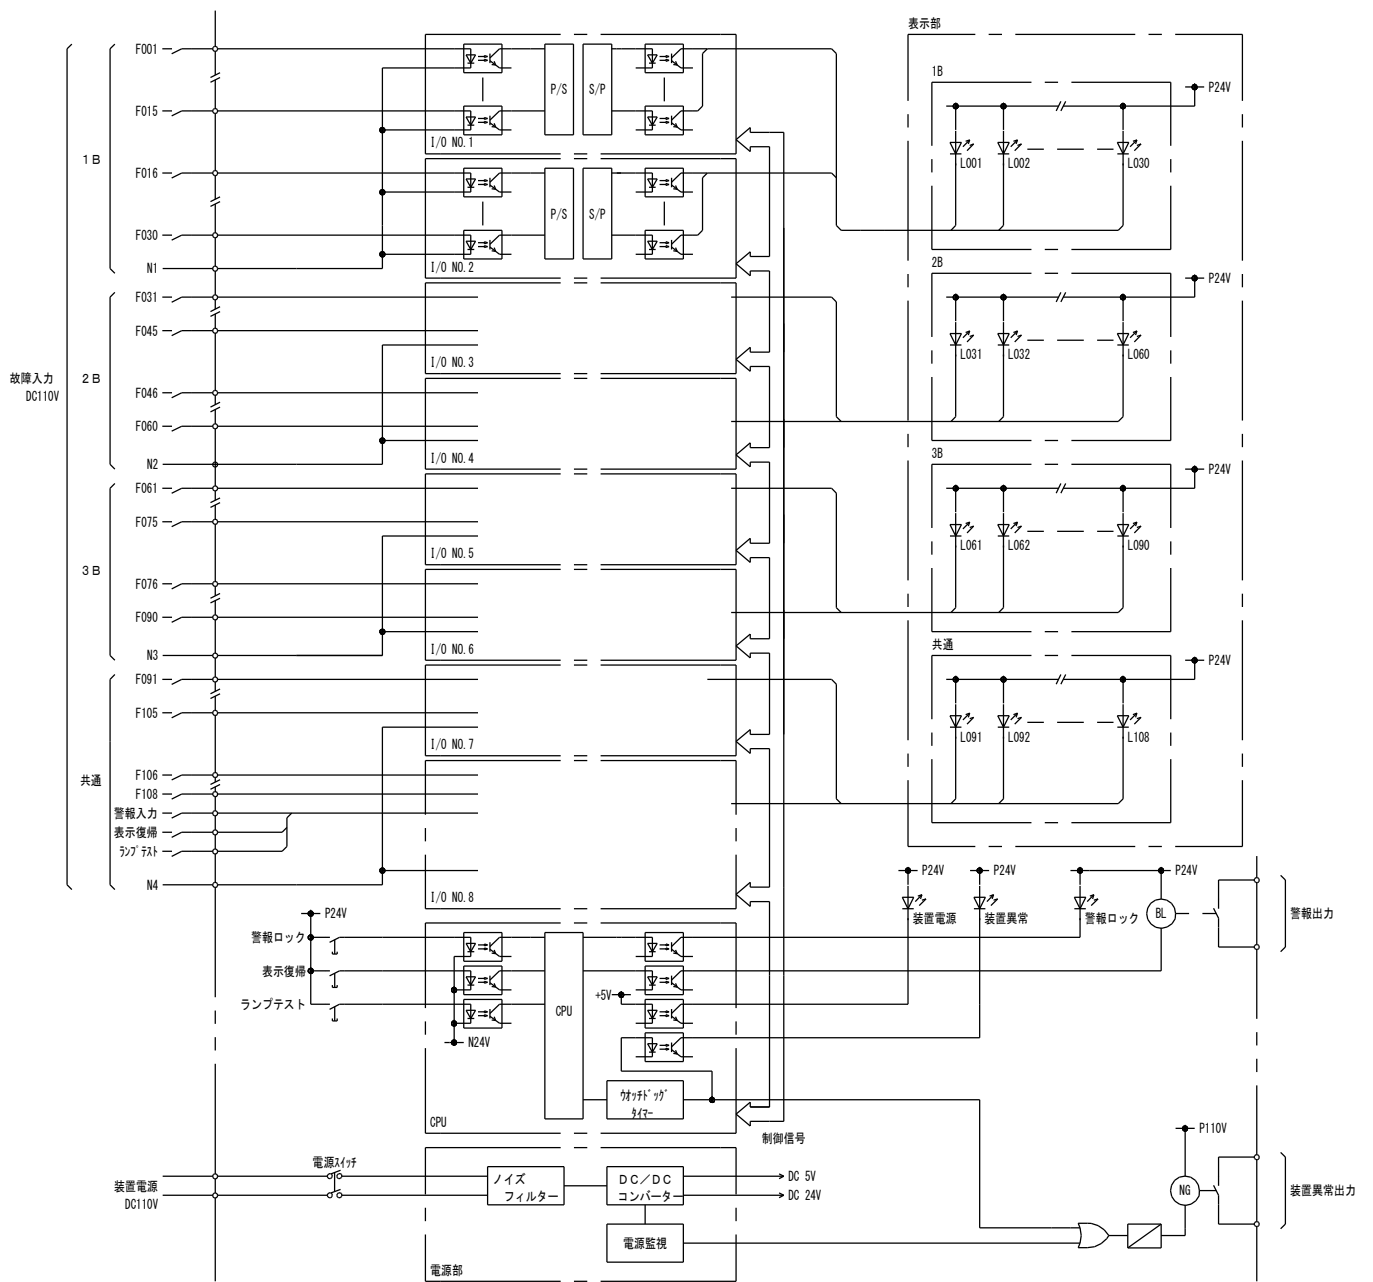 表示部
F001
F015
1B
F016
F030
N1
F031
F045
故障入力
DC110V
2B
F046
F060
N2
F061
F075
3B
F076
F090
N3
F091
F105
共通
F106
F108
警報入力
表示復帰
ﾗﾝﾌﾟﾃｽﾄ
N4
P/S
S/P
I/O NO.1
P/S
S/P
I/O NO.2
I/O NO.3
I/O NO.4
I/O NO.5
I/O NO.6
I/O NO.7
I/O NO.8
1B
P24V
L001
L002
L030
2B
P24V
L031
L032
L060
3B
P24V
L061
L062
L090
共通
P24V
L091
L092
L108
P24V
警報ロック
表示復帰
ランプテスト
N24V
CPU
+5V
ｳｵｯﾁﾄﾞｯｸﾞ
ﾀｲﾏｰ
CPU
制御信号
P24V
装置電源
P24V
装置異常
P24V
警報ロック
BL
警報出力
装置電源
DC110V
電源ｽｲｯﾁ
ノイズ
フィルター
DC/DC
コンバーター
DC 5V
DC 24V
電源監視
電源部
P110V
NG
装置異常出力